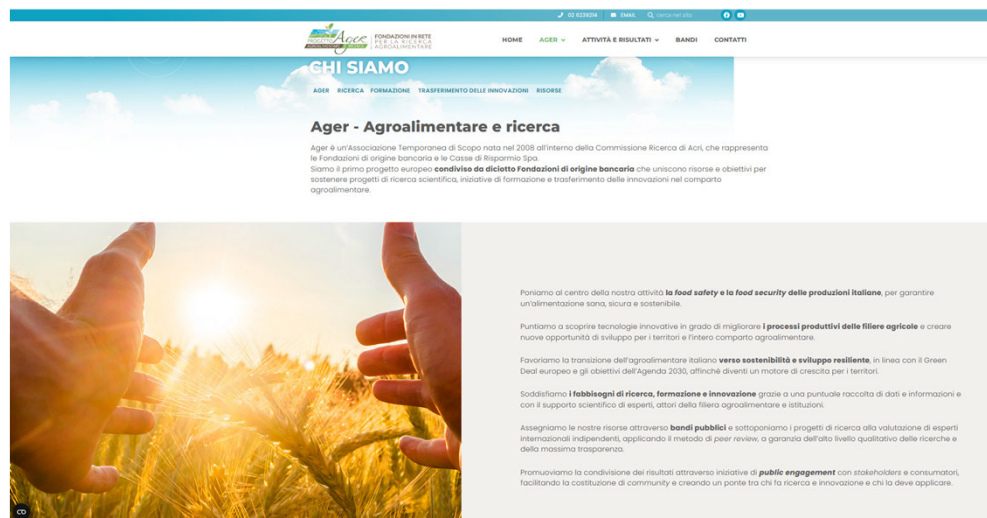 02 8239214 EMAIL cerca nel sito
PROGETTO Ager FONDAZIONI IN RETE
PER LA RICERCA
AGROALIMENTARE
HOME AGER ATTIVITÀ E RISULTATI BANDI CONTATTI
CHI SIAMO
AGER RICERCA FORMAZIONE TRASFERIMENTO DELLE INNOVAZIONI RISORSE
Ager - Agroalimentare e ricerca
Ager è un'Associazione Temporanea di Scopo nata nel 2008 all'interno della Commissione Ricerca di Acri, che rappresenta
le Fondazioni di origine bancaria e le Casse di Risparmio Spa.
Siamo il primo progetto europeo condiviso da diciotto Fondazioni di origine bancaria che uniscono risorse e obiettivi per
sostenere progetti di ricerca scientifica, iniziative di formazione e trasferimento delle innovazioni nel comparto
agroalimentare.
Poniamo al centro della nostra attività la food safety e la food security delle produzioni italiane, per garantire
un'alimentazione sana, sicura e sostenibile.
Puntiamo a scoprire tecnologie innovative in grado di migliorare i processi produttivi delle filiere agricole e creare
nuove opportunità di sviluppo per i territori e l'intero comparto agroalimentare.
Favoriamo la transizione dell'agroalimentare italiano verso sostenibilità e sviluppo resiliente, in linea con il Green
Deal europeo e gli obiettivi dell'Agenda 2030, affinché diventi un motore di crescita per i territori.
Soddisfiamo i fabbisogni di ricerca, formazione e innovazione grazie a una puntuale raccolta di dati e informazioni e
con il supporto scientifico di esperti, attori della filiera agroalimentare e istituzioni.
Assegniamo le nostre risorse attraverso bandi pubblici e sottoponiamo i progetti di ricerca alla valutazione di esperti
internazionali indipendenti, applicando il metodo di peer review, a garanzia dell'alto livello qualitativo delle ricerche e
della massima trasparenza.
Promuoviamo la condivisione dei risultati attraverso iniziative di public engagement con stakeholders e consumatori,
facilitando la costituzione di community e creando un ponte tra chi fa ricerca e innovazione e chi la deve applicare.